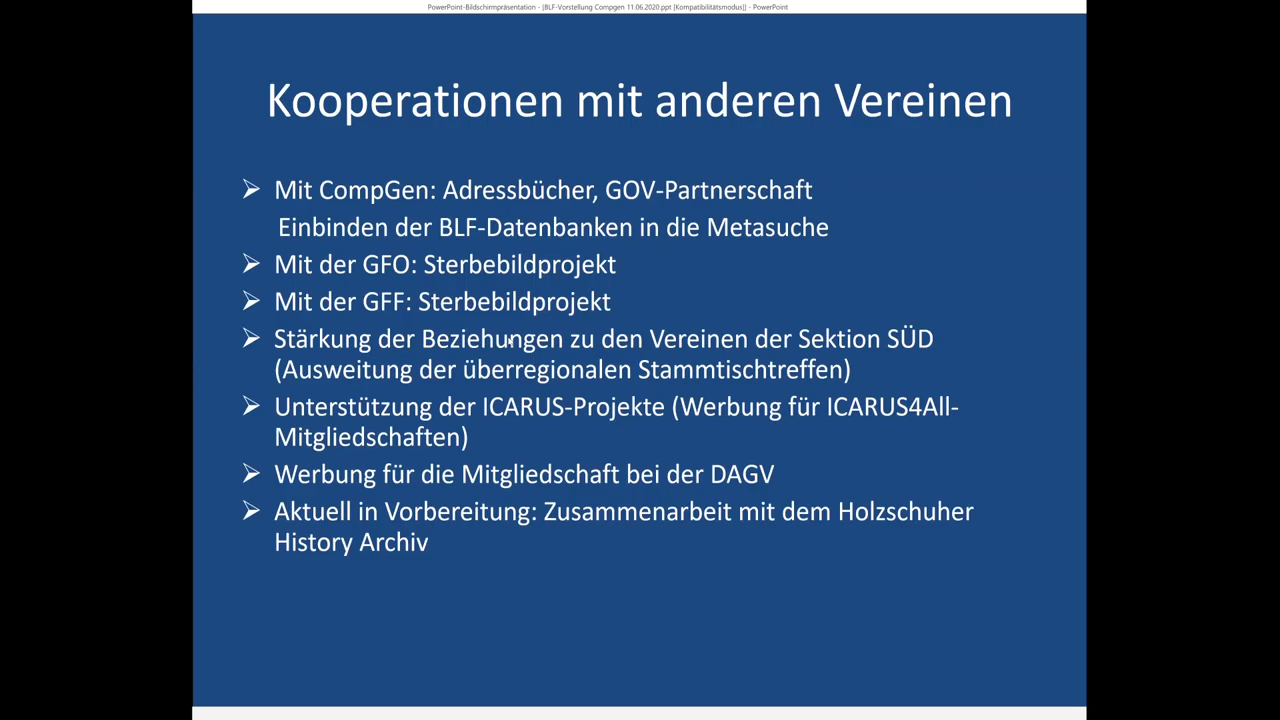 PowerPoint-Bildschirmpräsentation - [BLF-Vorstellung Compgen 11.06.2020.ppt [Kompatibilitätsmodus]] - PowerPoint
Kooperationen mit anderen Vereinen
➢ Mit CompGen: Adressbücher, GOV-Partnerschaft
Einbinden der BLF-Datenbanken in die Metasuche
➢ Mit der GFO: Sterbebildprojekt
➢ Mit der GFF: Sterbebildprojekt
➢ Stärkung der Beziehungen zu den Vereinen der Sektion SÜD
(Ausweitung der überregionalen Stammtischtreffen)
➢ Unterstützung der ICARUS-Projekte (Werbung für ICARUS4All-
Mitgliedschaften)
➢ Werbung für die Mitgliedschaft bei der DAGV
➢ Aktuell in Vorbereitung: Zusammenarbeit mit dem Holzschuher
History Archiv